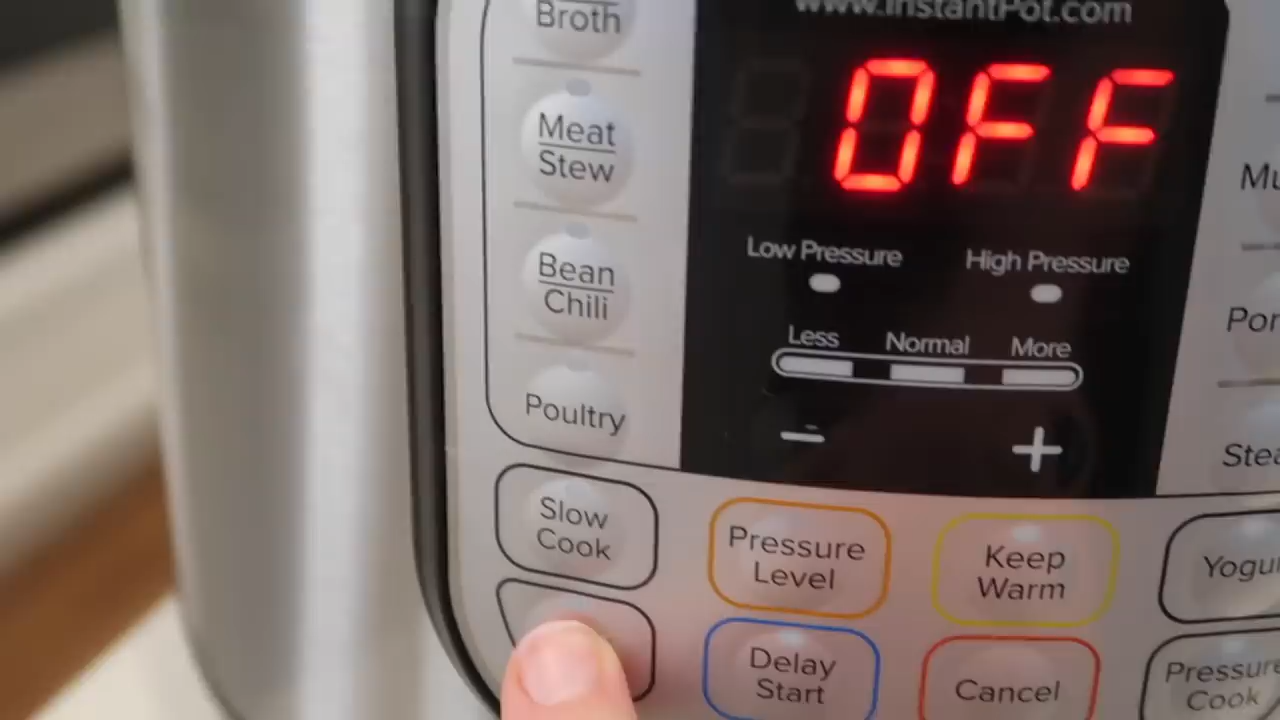 www.InstantPot.com
OFF
Broth
Meat
Stew
Bean
Chili
Poultry
Low Pressure
High Pressure
Less
Normal
More
−
+
Slow
Cook
Pressure
Level
Keep
Warm
Delay
Start
Cancel
Pressure
Cook